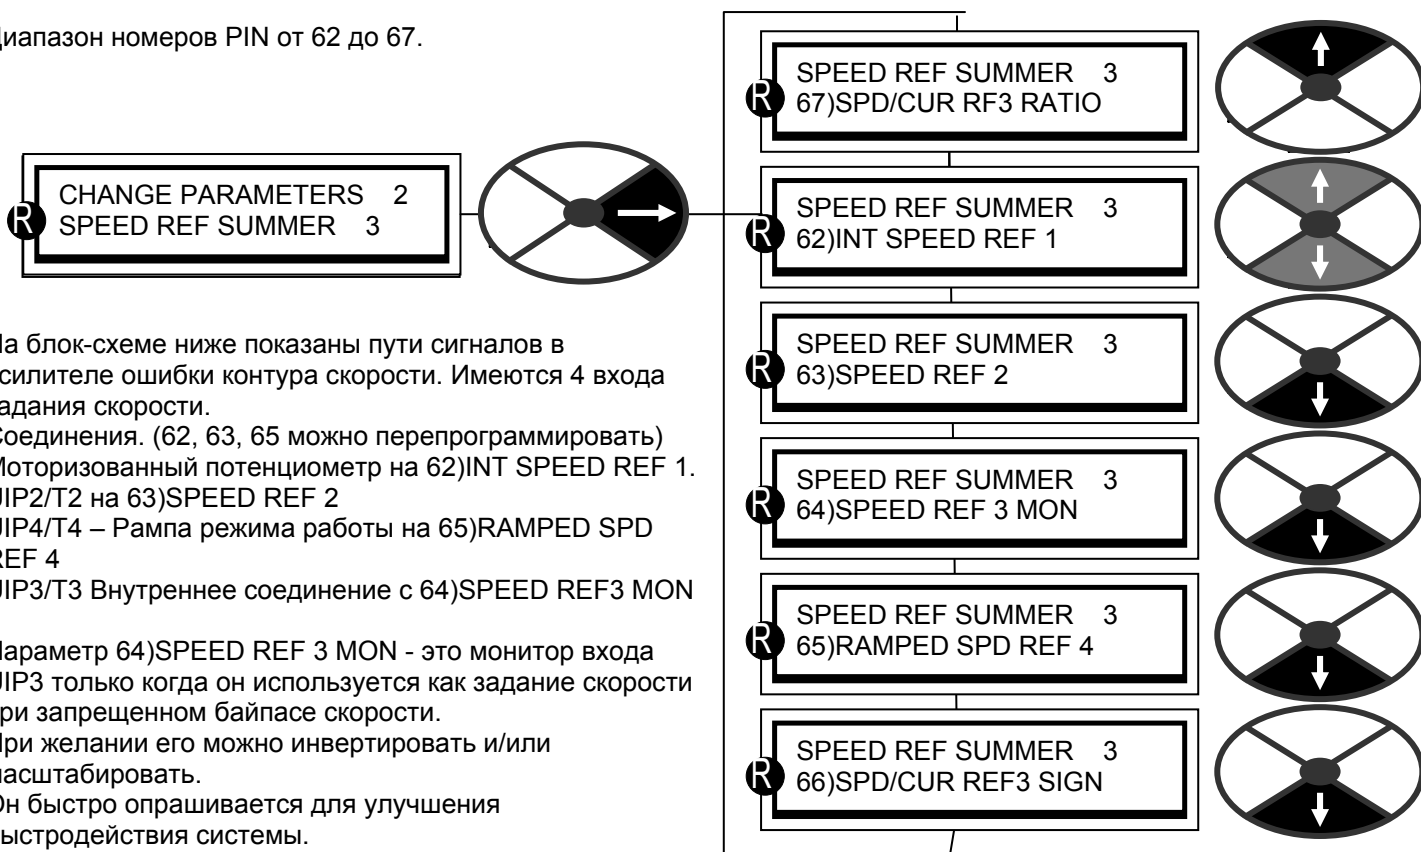 Диапазон номеров PIN от 62 до 67.
CHANGE PARAMETERS 2
SPEED REF SUMMER 3
R
На блок-схеме ниже показаны пути сигналов в
усилителе ошибки контура скорости. Имеются 4 входа
задания скорости.
Соединения. (62, 63, 65 можно перепрограммировать)
Моторизованный потенциометр на 62)INT SPEED REF 1.
UIP2/T2 на 63)SPEED REF 2
UIP4/T4 – Рампа режима работы на 65)RAMPED SPD
REF 4
UIP3/T3 Внутреннее соединение с 64)SPEED REF3 MON
Параметр 64)SPEED REF 3 MON - это монитор входа
UIP3 только когда он используется как задание скорости
при запрещенном байпасе скорости.
При желании его можно инвертировать и/или
масштабировать.
Он быстро опрашивается для улучшения
быстродействия системы.
SPEED REF SUMMER 3
R
67)SPD/CUR RF3 RATIO
SPEED REF SUMMER 3
R
62)INT SPEED REF 1
SPEED REF SUMMER 3
R
63)SPEED REF 2
SPEED REF SUMMER 3
R
64)SPEED REF 3 MON
SPEED REF SUMMER 3
R
65)RAMPED SPD REF 4
SPEED REF SUMMER 3
R
66)SPD/CUR REF3 SIGN